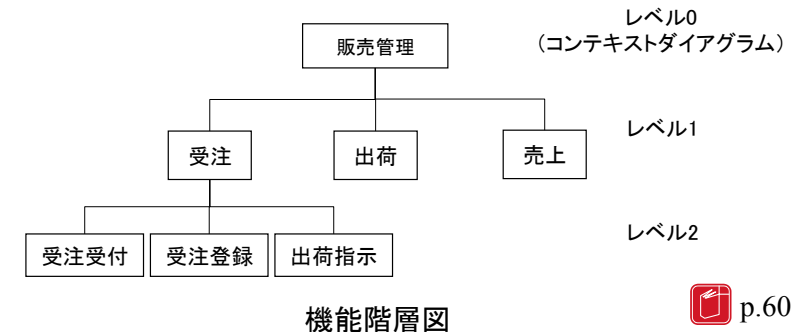 レベル0
(コンテキストダイアグラム)
販売管理
レベル1
受注
出荷
売上
レベル2
受注受付
受注登録
出荷指示
機能階層図
p.60